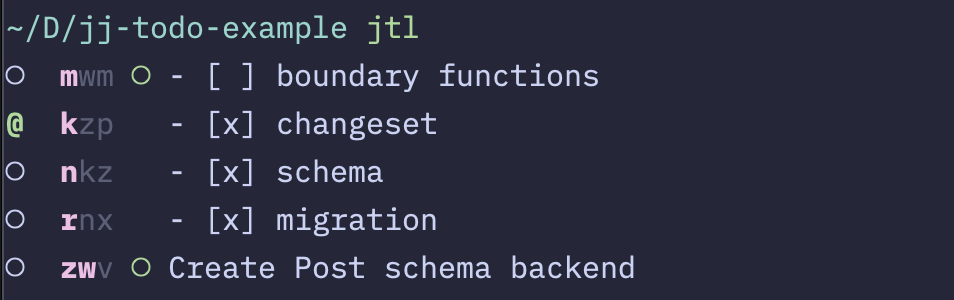 ~/D/jj-todo-example jtl
○ mwm ○ - [ ] boundary functions
@ kzp - [x] changeset
○ nkz - [x] schema
○ rnx - [x] migration
○ zwv ○ Create Post schema backend